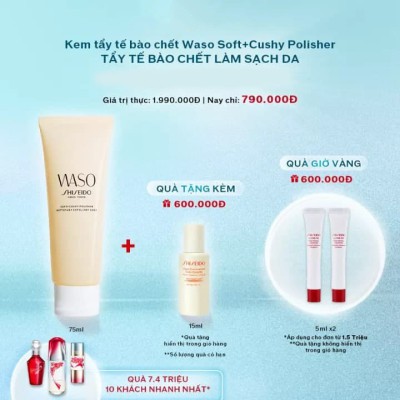 Kem tẩy tế bào chết Waso Soft+Cushy Polisher
TẨY TẾ BÀO CHẾT LÀM SẠCH DA
Giá trị thực: 1.990.000Đ | Nay chỉ: 790.000Đ
QUÀ GIỜ VÀNG
600.000Đ
QUÀ TẶNG KÈM
600.000Đ
WASO
SHISEIDO
+
SHISEIDO
75ml
15ml
*Quà tặng
hiển thị trong giỏ hàng
**Số lượng quà có hạn
5ml x2
*Áp dụng cho đơn từ 1.5 Triệu
**Quà tặng không hiển thị
trong giỏ hàng
QUÀ 7.4 TRIỆU
10 KHÁCH NHANH NHẤT*